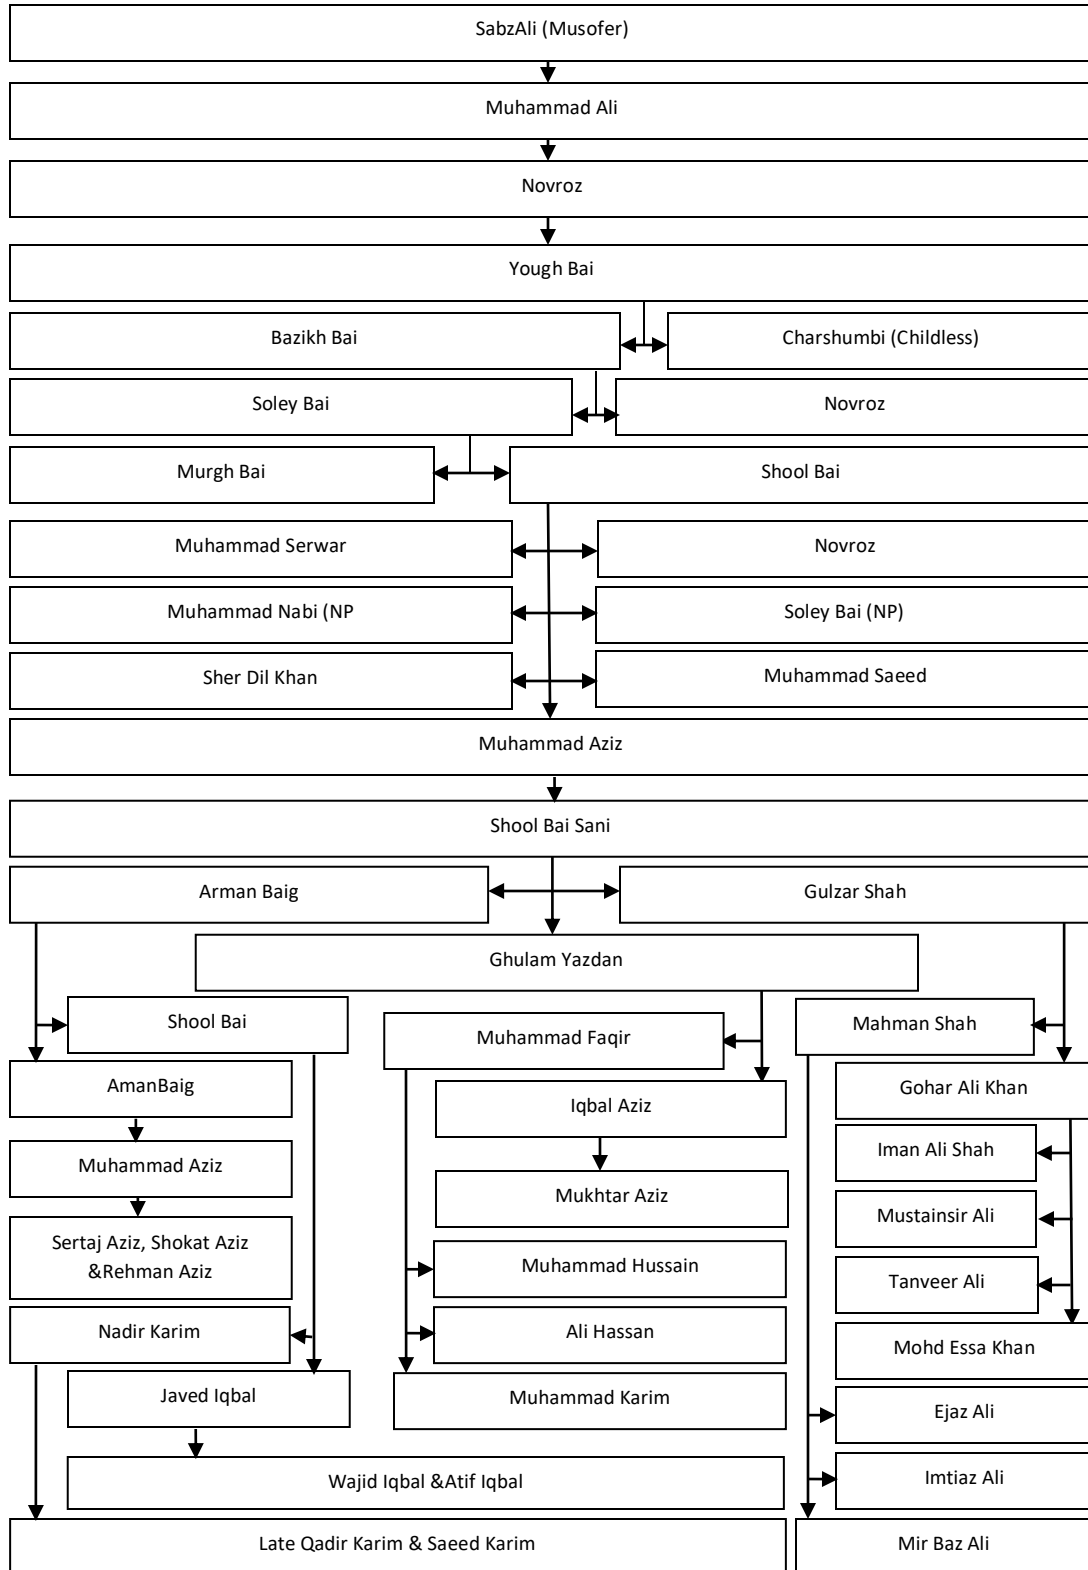 SabzAli (Musofer)
Muhammad Ali
Novroz
Yough Bai
Bazikh Bai
Charshumbi (Childless)
Soley Bai
Novroz
Murgh Bai
Shool Bai
Muhammad Serwar
Novroz
Muhammad Nabi (NP
Soley Bai (NP)
Sher Dil Khan
Muhammad Saeed
Muhammad Aziz
Shool Bai Sani
Arman Baig
Gulzar Shah
Ghulam Yazdan
Shool Bai
Muhammad Faqir
Mahman Shah
AmanBaig
Iqbal Aziz
Gohar Ali Khan
Muhammad Aziz
Iman Ali Shah
Mukhtar Aziz
Mustainsir Ali
Sertaj Aziz, Shokat Aziz
&Rehman Aziz
Muhammad Hussain
Tanveer Ali
Nadir Karim
Ali Hassan
Mohd Essa Khan
Javed Iqbal
Muhammad Karim
Ejaz Ali
Wajid Iqbal &Atif Iqbal
Imtiaz Ali
Late Qadir Karim & Saeed Karim
Mir Baz Ali